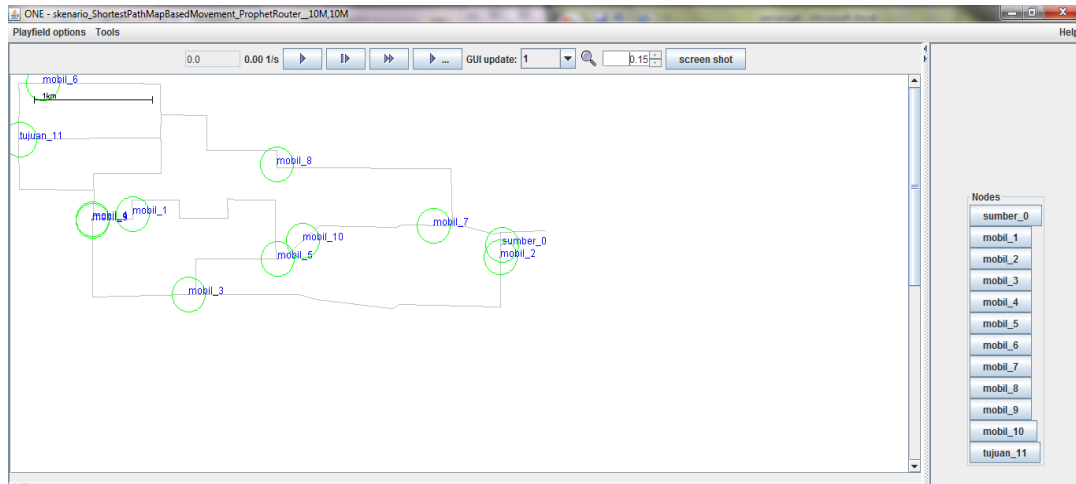 ONE - skenario_ShortestPathMapBasedMovement_ProphetRouter__10M,10M
Playfield options Tools Help
0.0 0.00 1/s ... GUI update: 1 0.15 screen shot
mobil_6
1km
tujuan_11
mobil_8
mobil_1
mobil_7
mobil_10
sumber_0
mobil_5
mobil_2
mobil_3
Nodes
sumber_0
mobil_1
mobil_2
mobil_3
mobil_4
mobil_5
mobil_6
mobil_7
mobil_8
mobil_9
mobil_10
tujuan_11